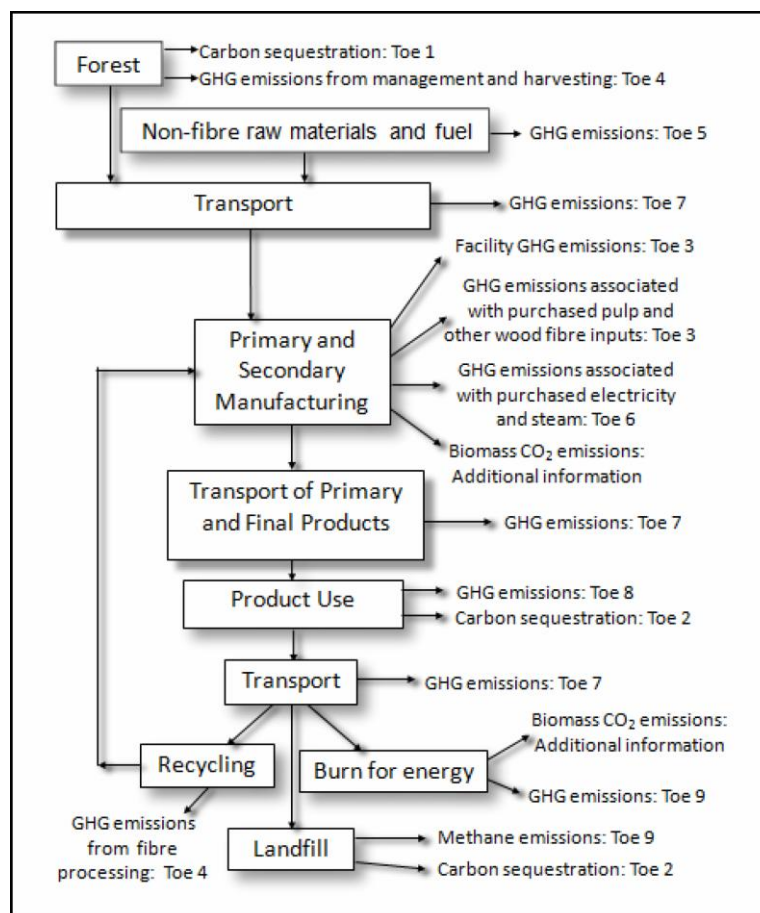 Forest
Carbon sequestration: Toe 1
GHG emissions from management and harvesting: Toe 4
Non-fibre raw materials and fuel
GHG emissions: Toe 5
Transport
GHG emissions: Toe 7
Facility GHG emissions: Toe 3
GHG emissions associated
with purchased pulp and
other wood fibre inputs: Toe 3
Primary and
Secondary
Manufacturing
GHG emissions associated
with purchased electricity
and steam: Toe 6
Biomass CO₂ emissions:
Additional information
Transport of Primary
and Final Products
GHG emissions: Toe 7
Product Use
GHG emissions: Toe 8
Carbon sequestration: Toe 2
Transport
GHG emissions: Toe 7
Recycling
Burn for energy
Biomass CO₂ emissions:
Additional information
GHG emissions: Toe 9
GHG emissions
from fibre
processing: Toe 4
Landfill
Methane emissions: Toe 9
Carbon sequestration: Toe 2